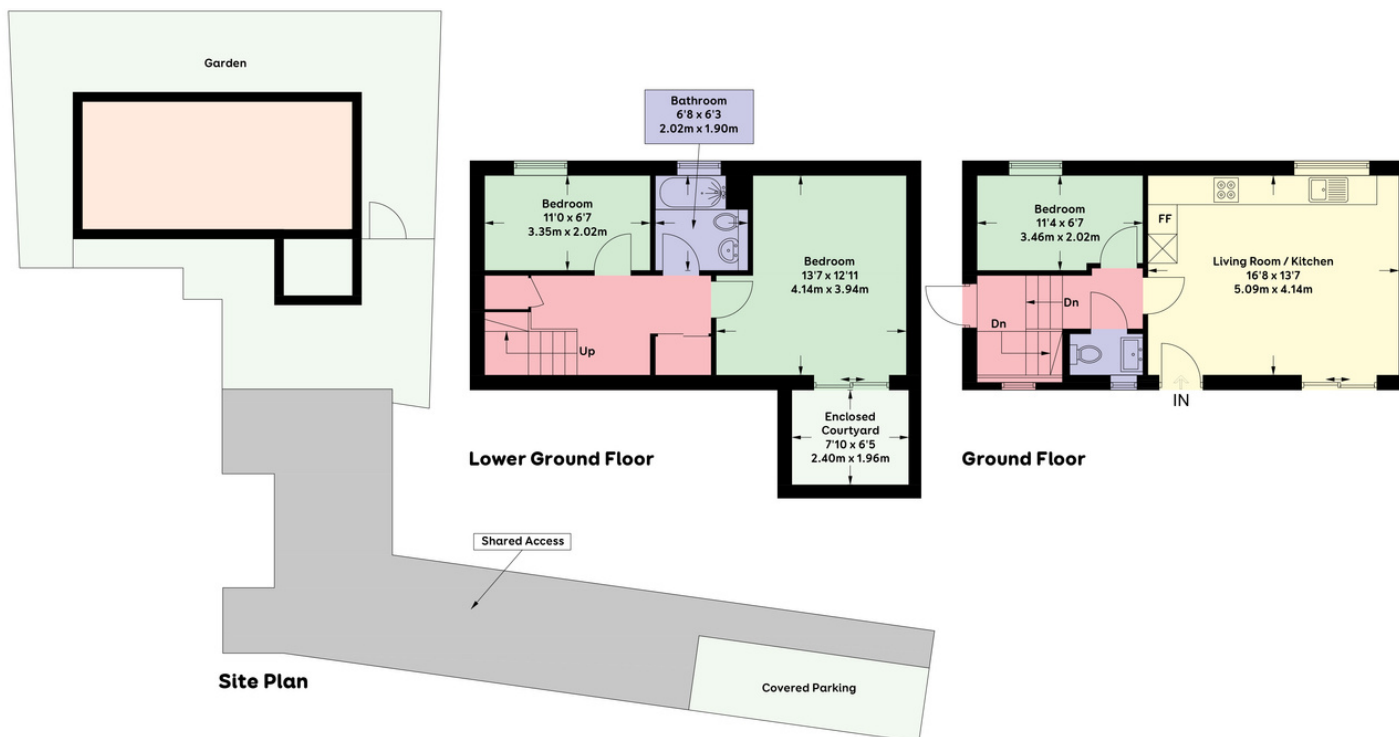 Garden
Site Plan
Shared Access
Covered Parking
Bathroom
6'8 x 6'3
2.02m x 1.90m
Bedroom
11'0 x 6'7
3.35m x 2.02m
Bedroom
13'7 x 12'11
4.14m x 3.94m
Up
Enclosed
Courtyard
7'10 x 6'5
2.40m x 1.96m
Lower Ground Floor
Bedroom
11'4 x 6'7
3.46m x 2.02m
FF
Living Room / Kitchen
16'8 x 13'7
5.09m x 4.14m
Dn
Dn
IN
Ground Floor